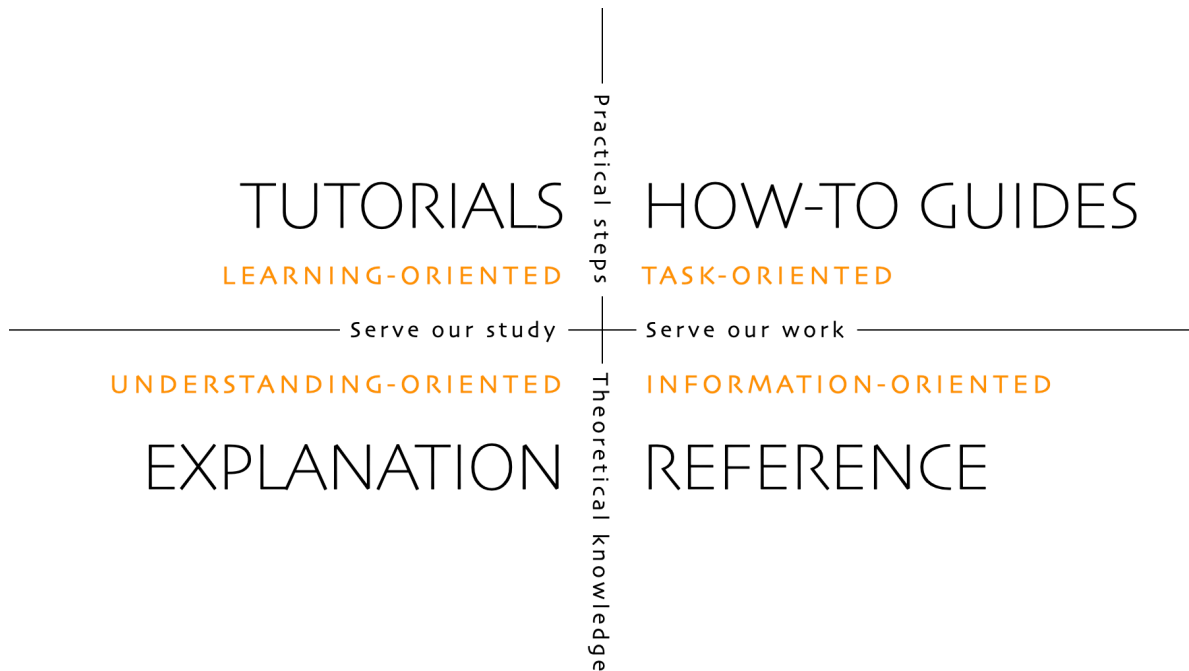 Practical steps
TUTORIALS
HOW-TO GUIDES
LEARNING-ORIENTED
TASK-ORIENTED
Serve our study
Serve our work
UNDERSTANDING-ORIENTED
INFORMATION-ORIENTED
EXPLANATION
REFERENCE
Theoretical knowledge